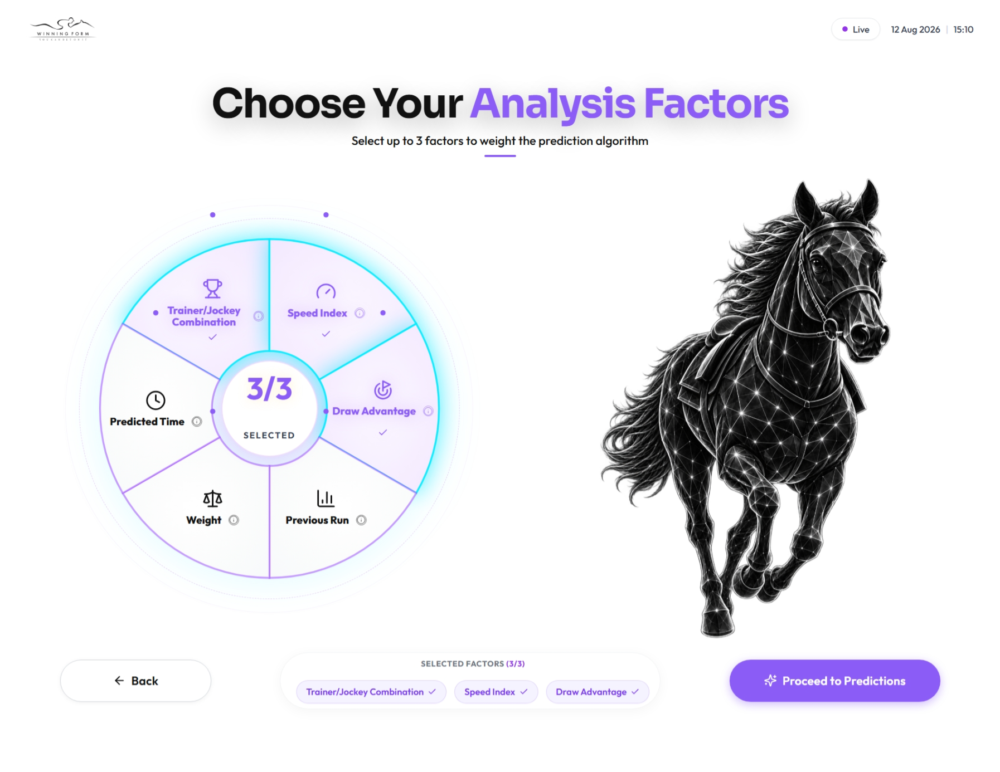 WINNING FORM
Live
12 Aug 2026 | 15:10
Choose Your Analysis Factors
Select up to 3 factors to weight the prediction algorithm
Trainer/Jockey
Combination
Speed Index
3/3
SELECTED
Draw Advantage
Predicted Time
Weight
Previous Run
Back
SELECTED FACTORS (3/3)
Trainer/Jockey Combination
Speed Index
Draw Advantage
Proceed to Predictions